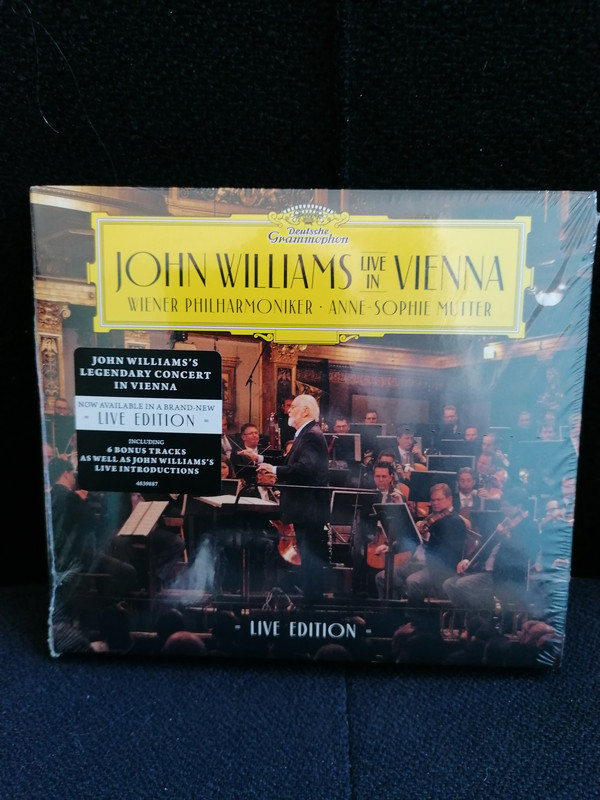 Deutsche
Grammophon
JOHN WILLIAMS LIVE IN VIENNA
WIENER PHILHARMONIKER · ANNE-SOPHIE MUTTER
JOHN WILLIAMS'S
LEGENDARY CONCERT
IN VIENNA
NOW AVAILABLE IN A BRAND-NEW
- LIVE EDITION -
INCLUDING
6 BONUS TRACKS
AS WELL AS JOHN WILLIAMS'S
LIVE INTRODUCTIONS
4839887
- LIVE EDITION -